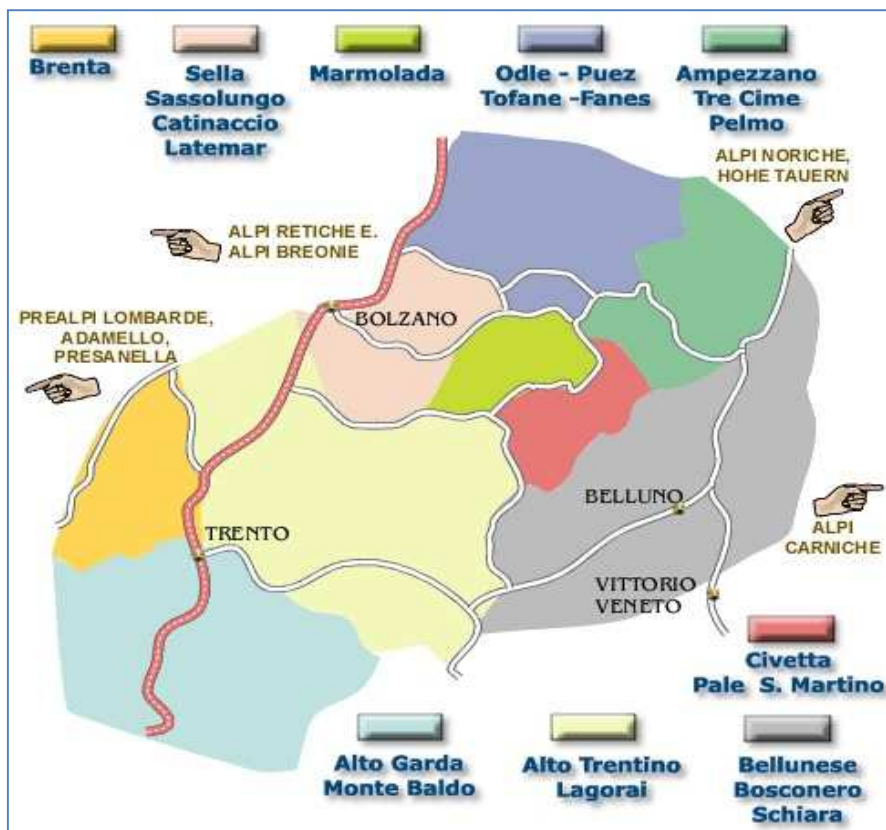 Brenta
Sella
Sassolungo
Catinaccio
Latemar
Marmolada
Odle - Puez
Tofane -Fanes
Ampezzano
Tre Cime
Pelmo
ALPI NORICHE,
HOHE TAUERN
ALPI RETICHE E.
ALPI BREONIE
PREALPI LOMBARDE,
ADAMELLO,
PRESANELLA
BOLZANO
BELLUNO
TRENTO
ALPI
CARNICHE
VITTORIO
VENETO
Civetta
Pale S. Martino
Alto Garda
Monte Baldo
Alto Trentino
Lagorai
Bellunese
Bosconero
Schiara